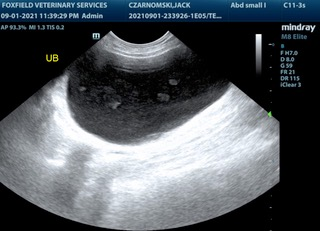 FOXFIELD VETERINARY SERVICES CZARNOMSKI,JACK Abd small I C11-3s
09-01-2021 11:39:29 PM Admin 20210901-233926-1E05/TE...
AP 93.3% MI 1.3 TIS 0.2
mindray
M8 Elite
UB
B
F H7.0
D 8.0
G 59
FR 21
DR 115
iClear 3